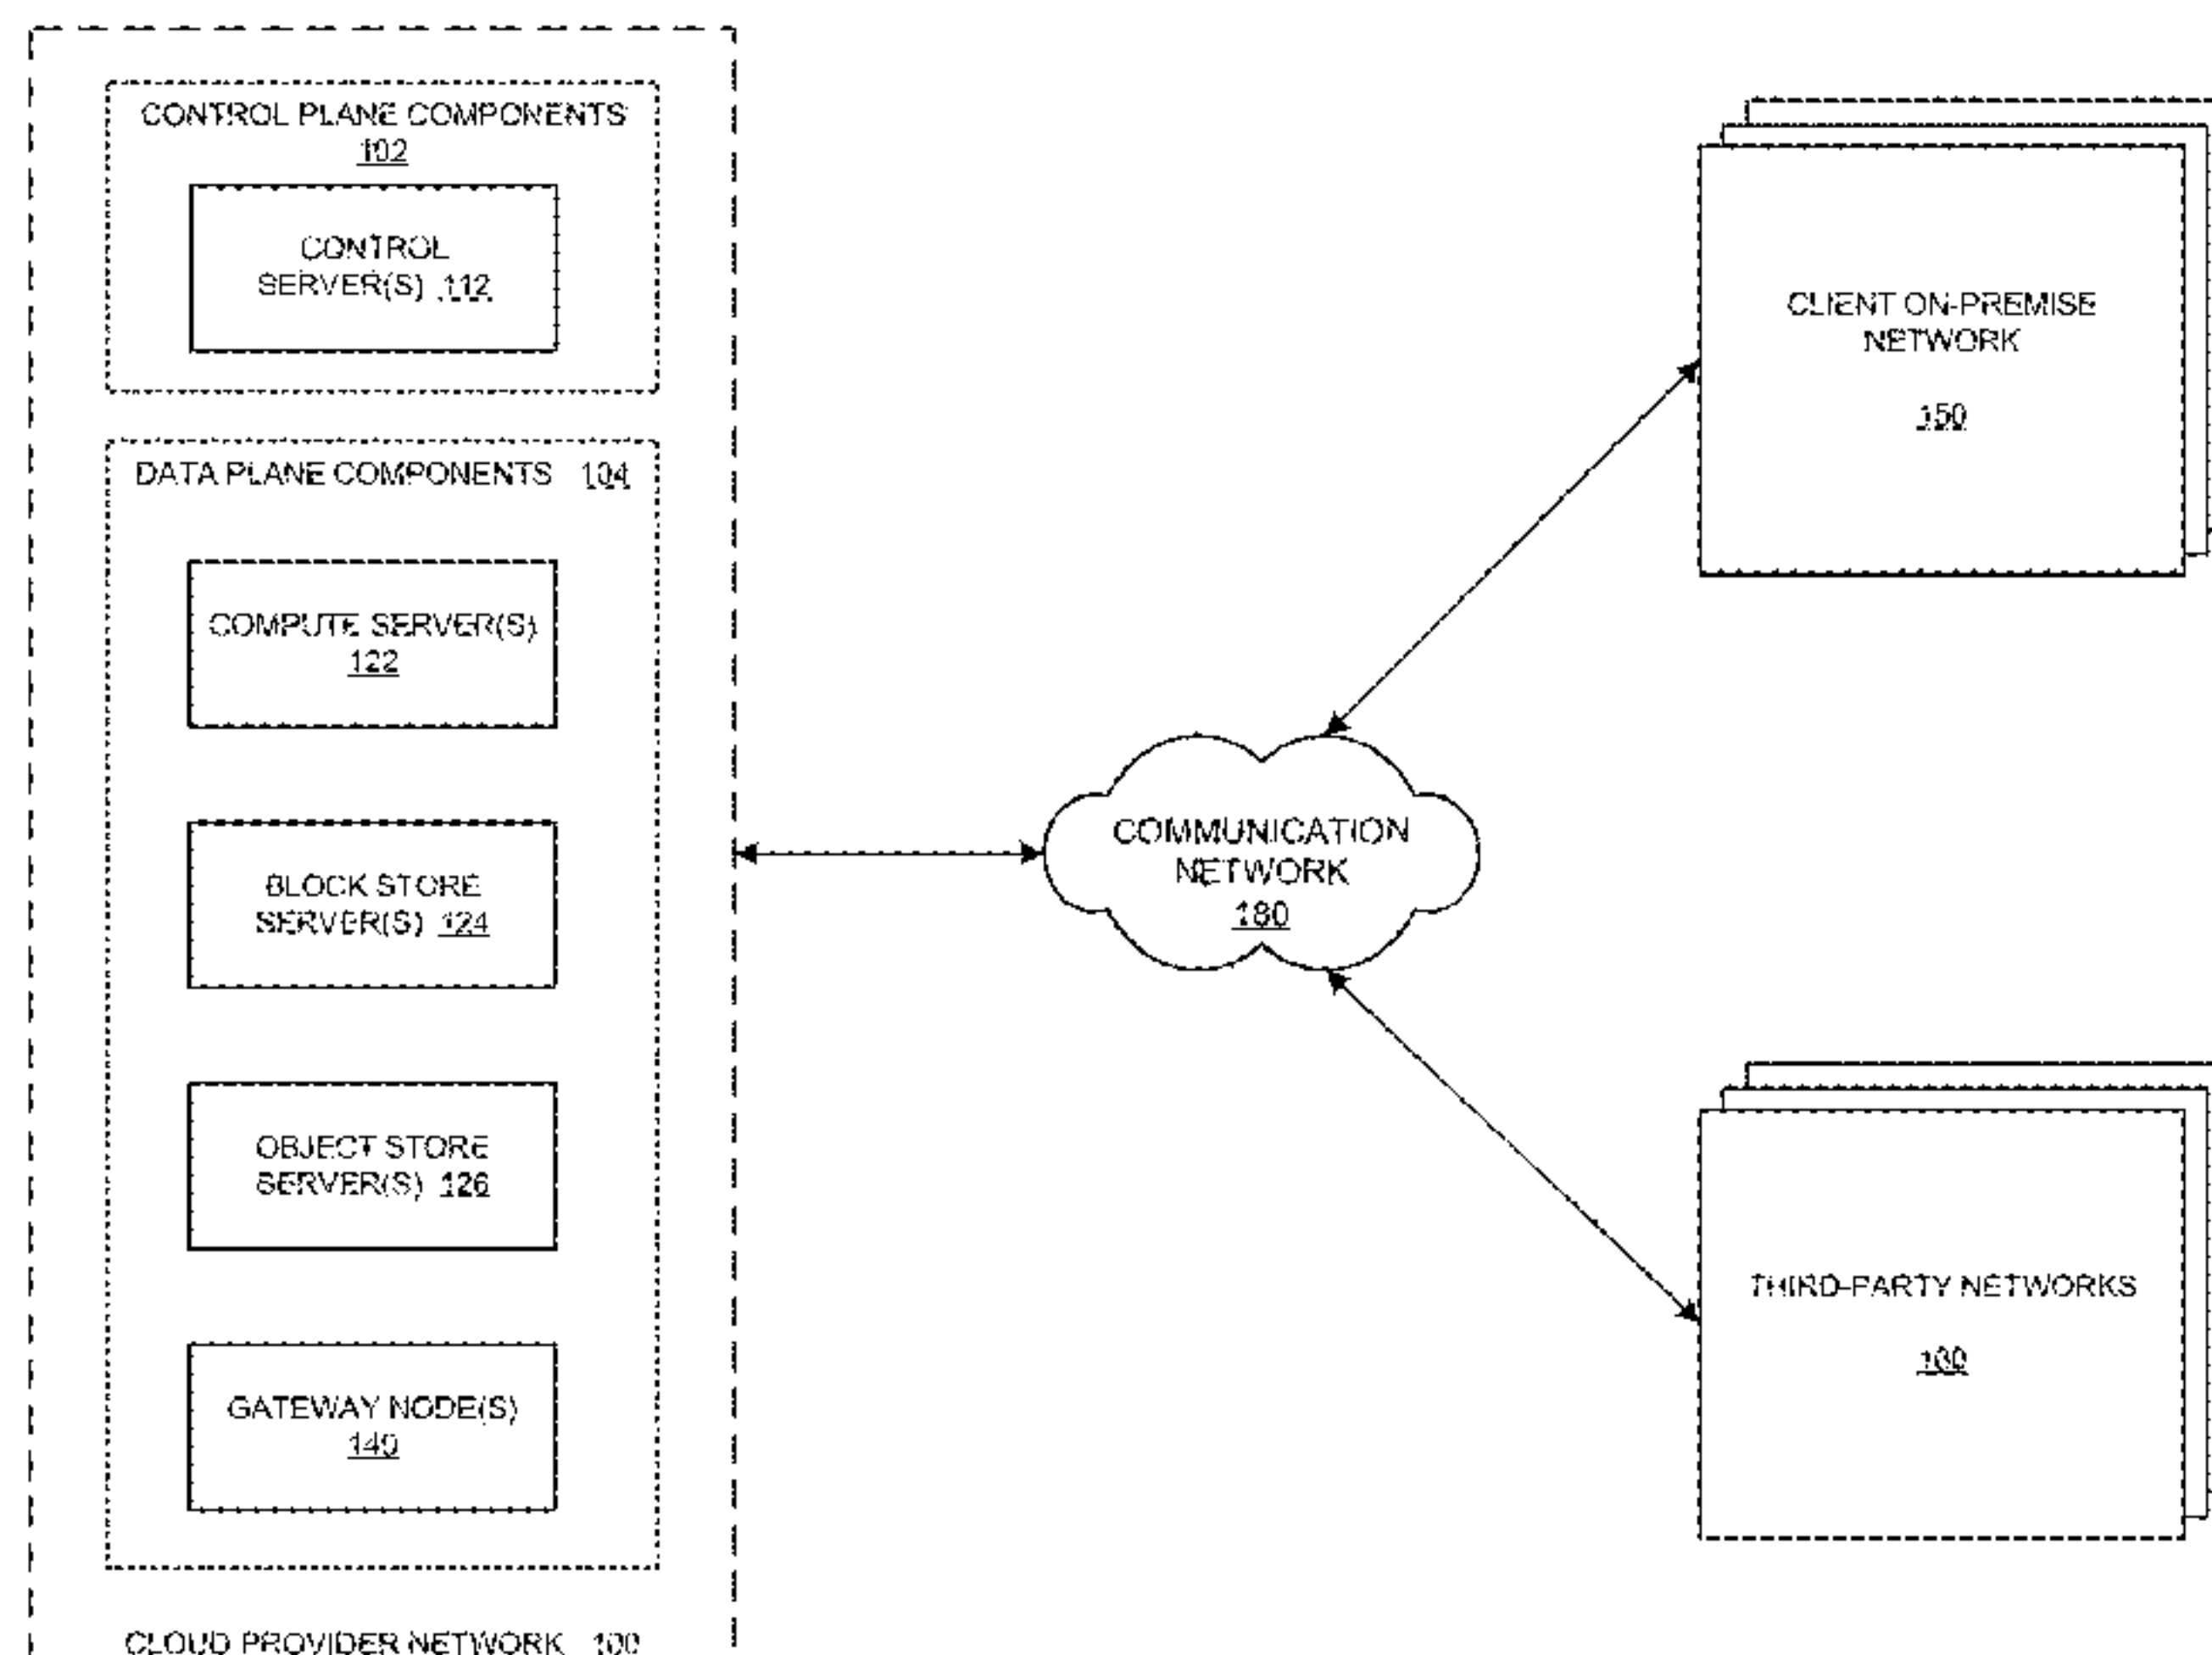 CONTROL PLANE COMPONENTS
102
CONTROL
SERVER(S) 112
DATA PLANE COMPONENTS 104
COMPUTE SERVER(S)
122
BLOCK STORE
SERVER(S) 124
OBJECT STORE
SERVER(S) 126
GATEWAY NODE(S)
140
CLOUD PROVIDER NETWORK 100
COMMUNICATION
NETWORK
180
CLIENT ON-PREMISE
NETWORK
150
THIRD-PARTY NETWORKS